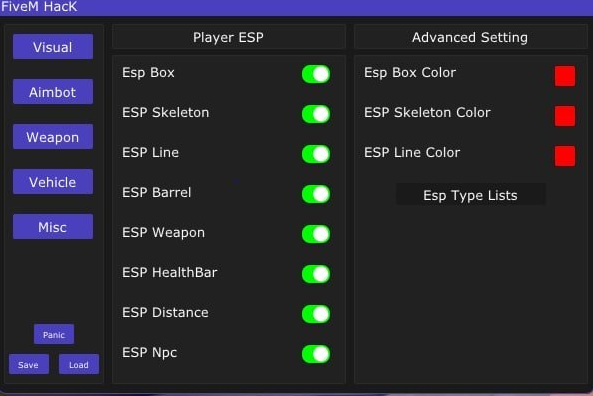 FiveM HacK
Visual
Aimbot
Weapon
Vehicle
Misc
Panic
Save
Load
Player ESP
Esp Box
ESP Skeleton
ESP Line
ESP Barrel
ESP Weapon
ESP HealthBar
ESP Distance
ESP Npc
Advanced Setting
Esp Box Color
ESP Skeleton Color
ESP Line Color
Esp Type Lists